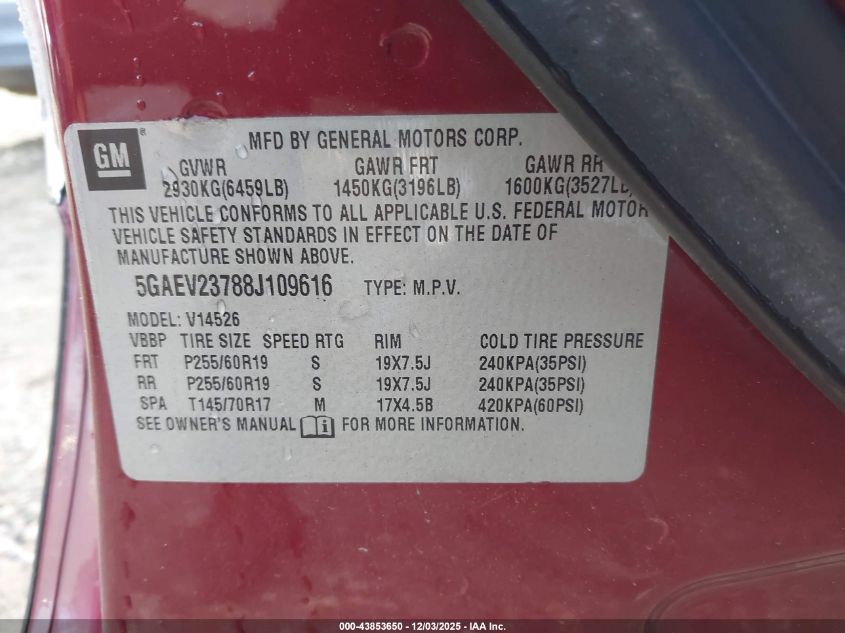 GM
MFD BY GENERAL MOTORS CORP.
GVWR GAWR FRT GAWR RR
2930KG(6459LB) 1450KG(3196LB) 1600KG(3527LB
THIS VEHICLE CONFORMS TO ALL APPLICABLE U.S. FEDERAL MOTOR
VEHICLE SAFETY STANDARDS IN EFFECT ON THE DATE OF
MANUFACTURE SHOWN ABOVE.
5GAEV23788J109616 TYPE: M.P.V.
MODEL: V14526
VBBP TIRE SIZE SPEED RTG RIM COLD TIRE PRESSURE
FRT P255/60R19 S 19X7.5J 240KPA(35PSI)
RR P255/60R19 S 19X7.5J 240KPA(35PSI)
SPA T145/70R17 M 17X4.5B 420KPA(60PSI)
SEE OWNER'S MANUAL i FOR MORE INFORMATION.
000-43853650 - 12/03/2025 - IAA Inc.